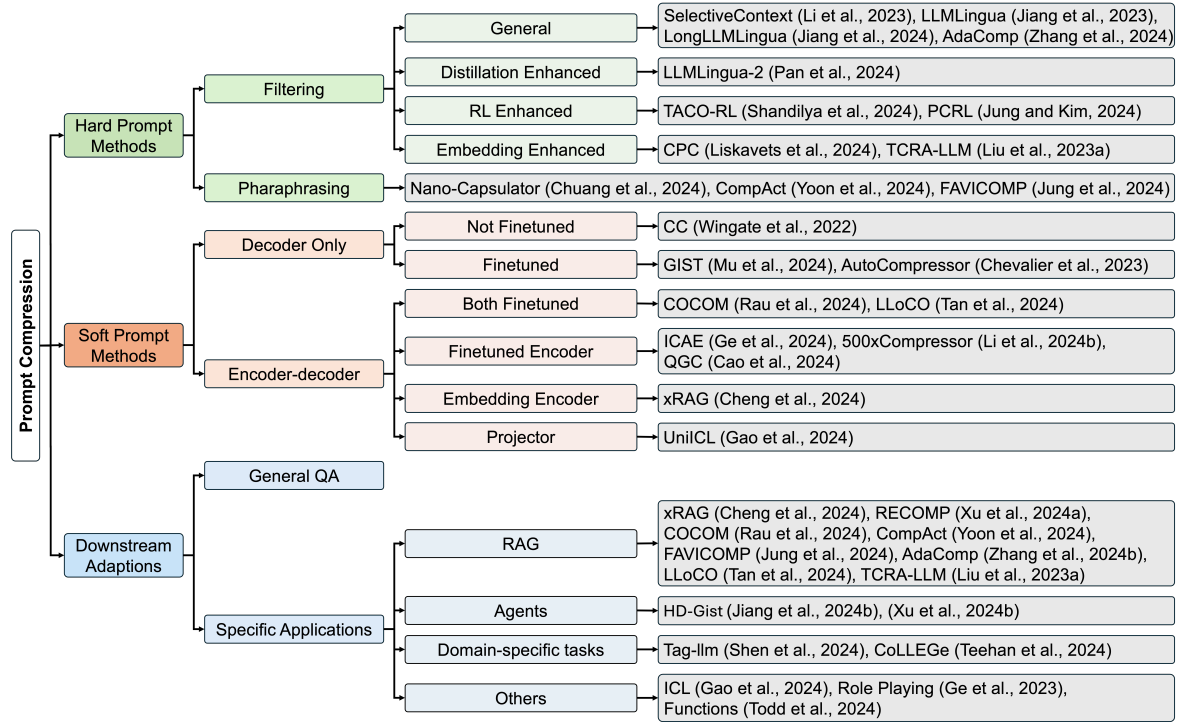 Prompt Compression
Hard Prompt
Methods
Filtering
General
SelectiveContext (Li et al., 2023), LLMLingua (Jiang et al., 2023),
LongLLMLingua (Jiang et al., 2024), AdaComp (Zhang et al., 2024)
Distillation Enhanced
LLMLingua-2 (Pan et al., 2024)
RL Enhanced
TACO-RL (Shandilya et al., 2024), PCRL (Jung and Kim, 2024)
Embedding Enhanced
CPC (Liskavets et al., 2024), TCRA-LLM (Liu et al., 2023a)
Pharaphrasing
Nano-Capsulator (Chuang et al., 2024), CompAct (Yoon et al., 2024), FAVICOMP (Jung et al., 2024)
Soft Prompt
Methods
Decoder Only
Not Finetuned
CC (Wingate et al., 2022)
Finetuned
GIST (Mu et al., 2024), AutoCompressor (Chevalier et al., 2023)
Encoder-decoder
Both Finetuned
COCOM (Rau et al., 2024), LLoCO (Tan et al., 2024)
Finetuned Encoder
ICAE (Ge et al., 2024), 500xCompressor (Li et al., 2024b),
QGC (Cao et al., 2024)
Embedding Encoder
xRAG (Cheng et al., 2024)
Projector
UniICL (Gao et al., 2024)
Downstream
Adaptions
General QA
Specific Applications
RAG
xRAG (Cheng et al., 2024), RECOMP (Xu et al., 2024a),
COCOM (Rau et al., 2024), CompAct (Yoon et al., 2024),
FAVICOMP (Jung et al., 2024), AdaComp (Zhang et al., 2024b),
LLoCO (Tan et al., 2024), TCRA-LLM (Liu et al., 2023a)
Agents
HD-Gist (Jiang et al., 2024b), (Xu et al., 2024b)
Domain-specific tasks
Tag-llm (Shen et al., 2024), CoLLEGe (Teehan et al., 2024)
Others
ICL (Gao et al., 2024), Role Playing (Ge et al., 2023),
Functions (Todd et al., 2024)